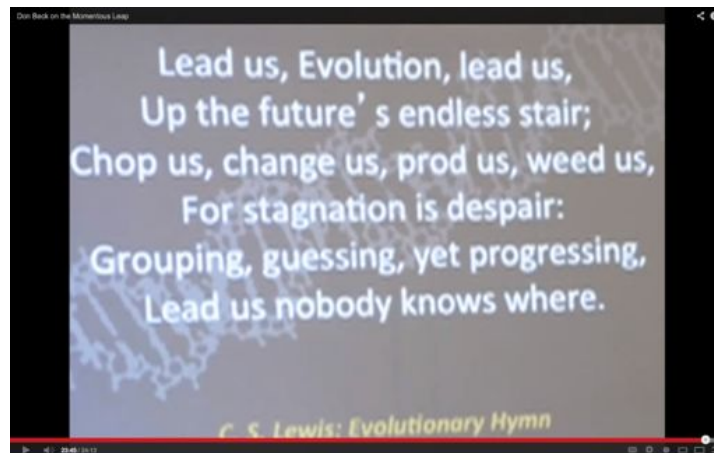 Don Beck on the Momentous Leap
Lead us, Evolution, lead us,
Up the future's endless stair;
Chop us, change us, prod us, weed us,
For stagnation is despair:
Grouping, guessing, yet progressing,
Lead us nobody knows where.
C. S. Lewis: Evolutionary Hymn